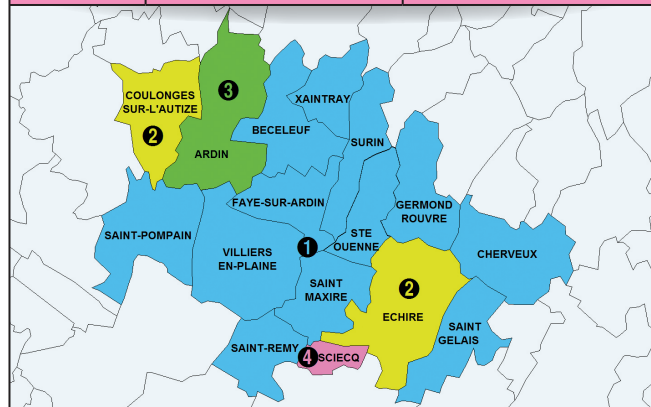 COULONGES
SUR-L'AUTIZE
2
3
ARDIN
XAINTRAY
BECELEUF
SURIN
FAYE-SUR-ARDIN
GERMOND
ROUVRE
SAINT-POMPAIN
VILLIERS
EN-PLAINE
1
STE
OUENNE
CHERVEUX
SAINT
MAXIRE
2
ECHIRE
SAINT
GELAIS
SAINT-REMY
4
SCIECQ